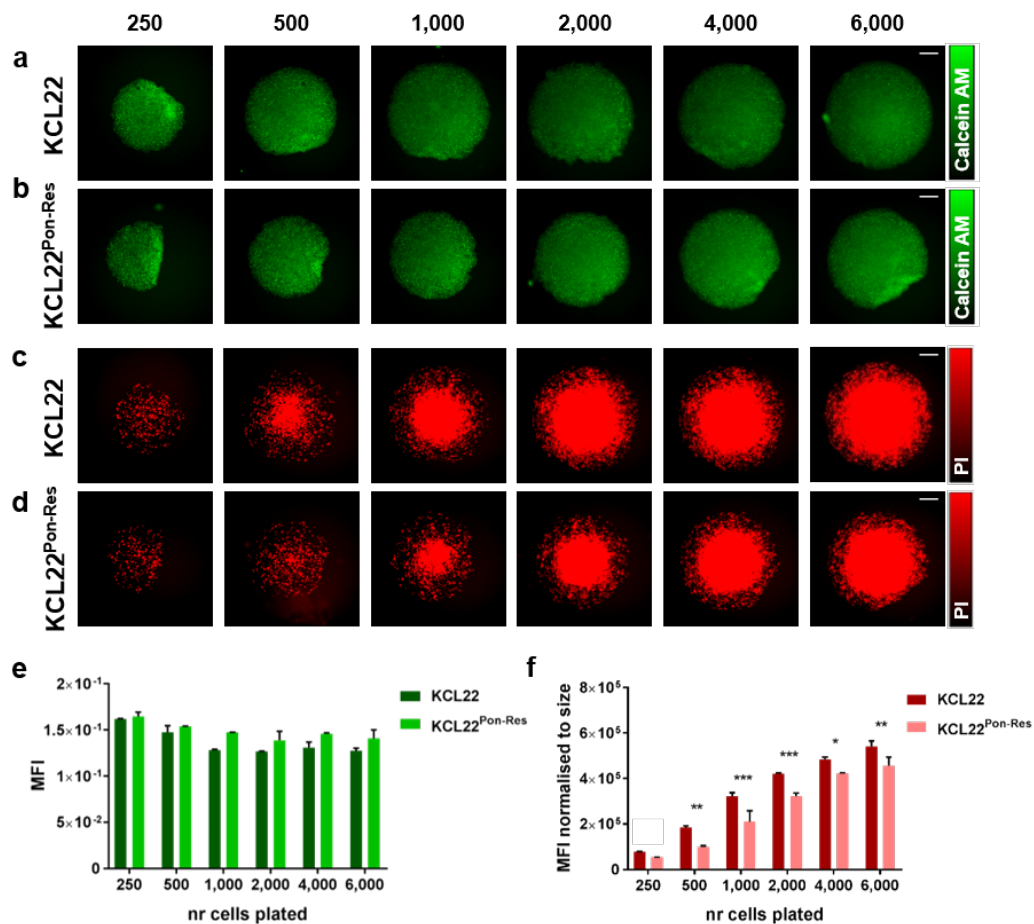 250 500 1,000 2,000 4,000 6,000
a
KCL22
Calcein AM
b
KCL22Pon-Res
Calcein AM
c
KCL22
PI
d
KCL22Pon-Res
PI
e
2×10⁻¹
2×10⁻¹
1×10⁻¹
5×10⁻²
0
MFI
250 500 1,000 2,000 4,000 6,000
nr cells plated
KCL22
KCL22Pon-Res
f
8×10⁵
6×10⁵
4×10⁵
2×10⁵
0
MFI normalised to size
** *** *** * **
250 500 1,000 2,000 4,000 6,000
nr cells plated
KCL22
KCL22Pon-Res